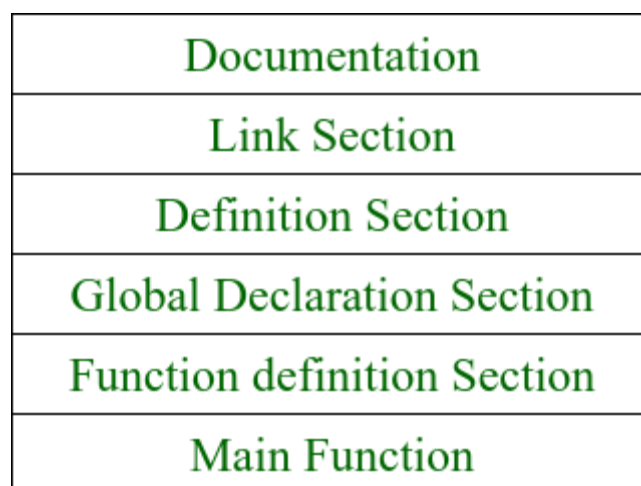 Documentation
Link Section
Definition Section
Global Declaration Section
Function definition Section
Main Function